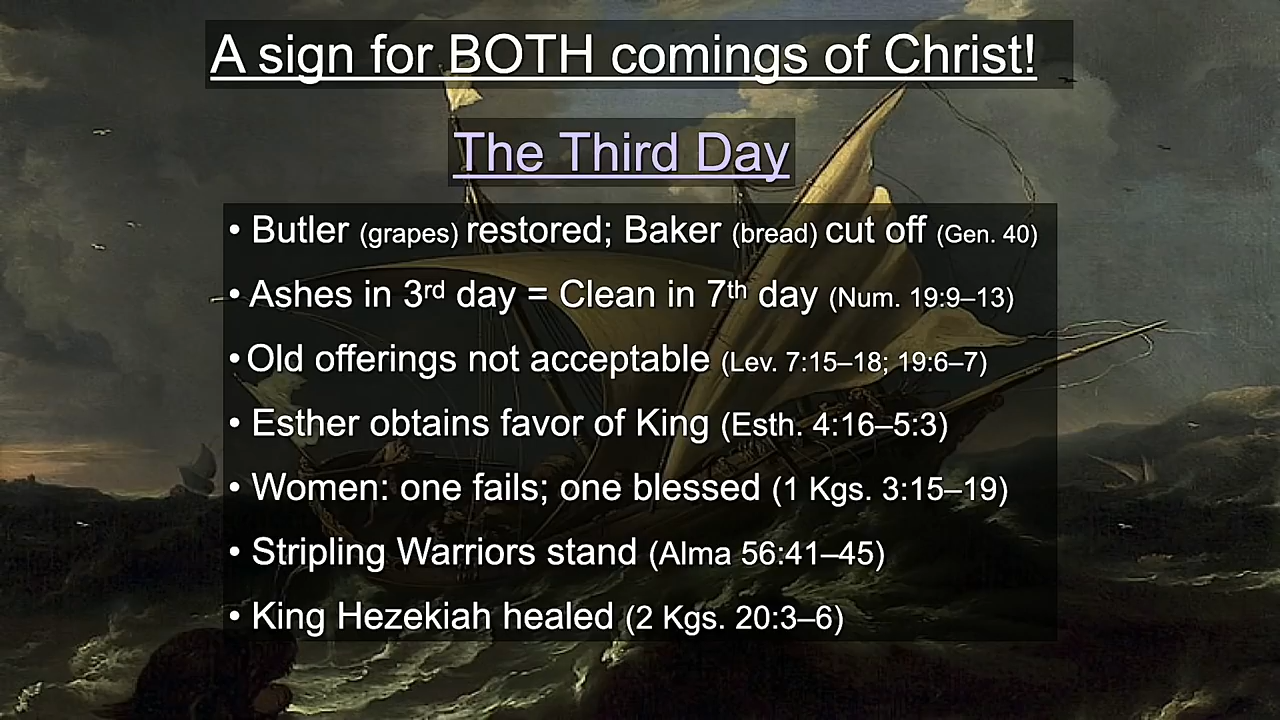 A sign for BOTH comings of Christ!
The Third Day
• Butler (grapes) restored; Baker (bread) cut off (Gen. 40)
• Ashes in 3rd day = Clean in 7th day (Num. 19:9–13)
• Old offerings not acceptable (Lev. 7:15–18; 19:6–7)
• Esther obtains favor of King (Esth. 4:16–5:3)
• Women: one fails; one blessed (1 Kgs. 3:15–19)
• Stripling Warriors stand (Alma 56:41–45)
• King Hezekiah healed (2 Kgs. 20:3–6)